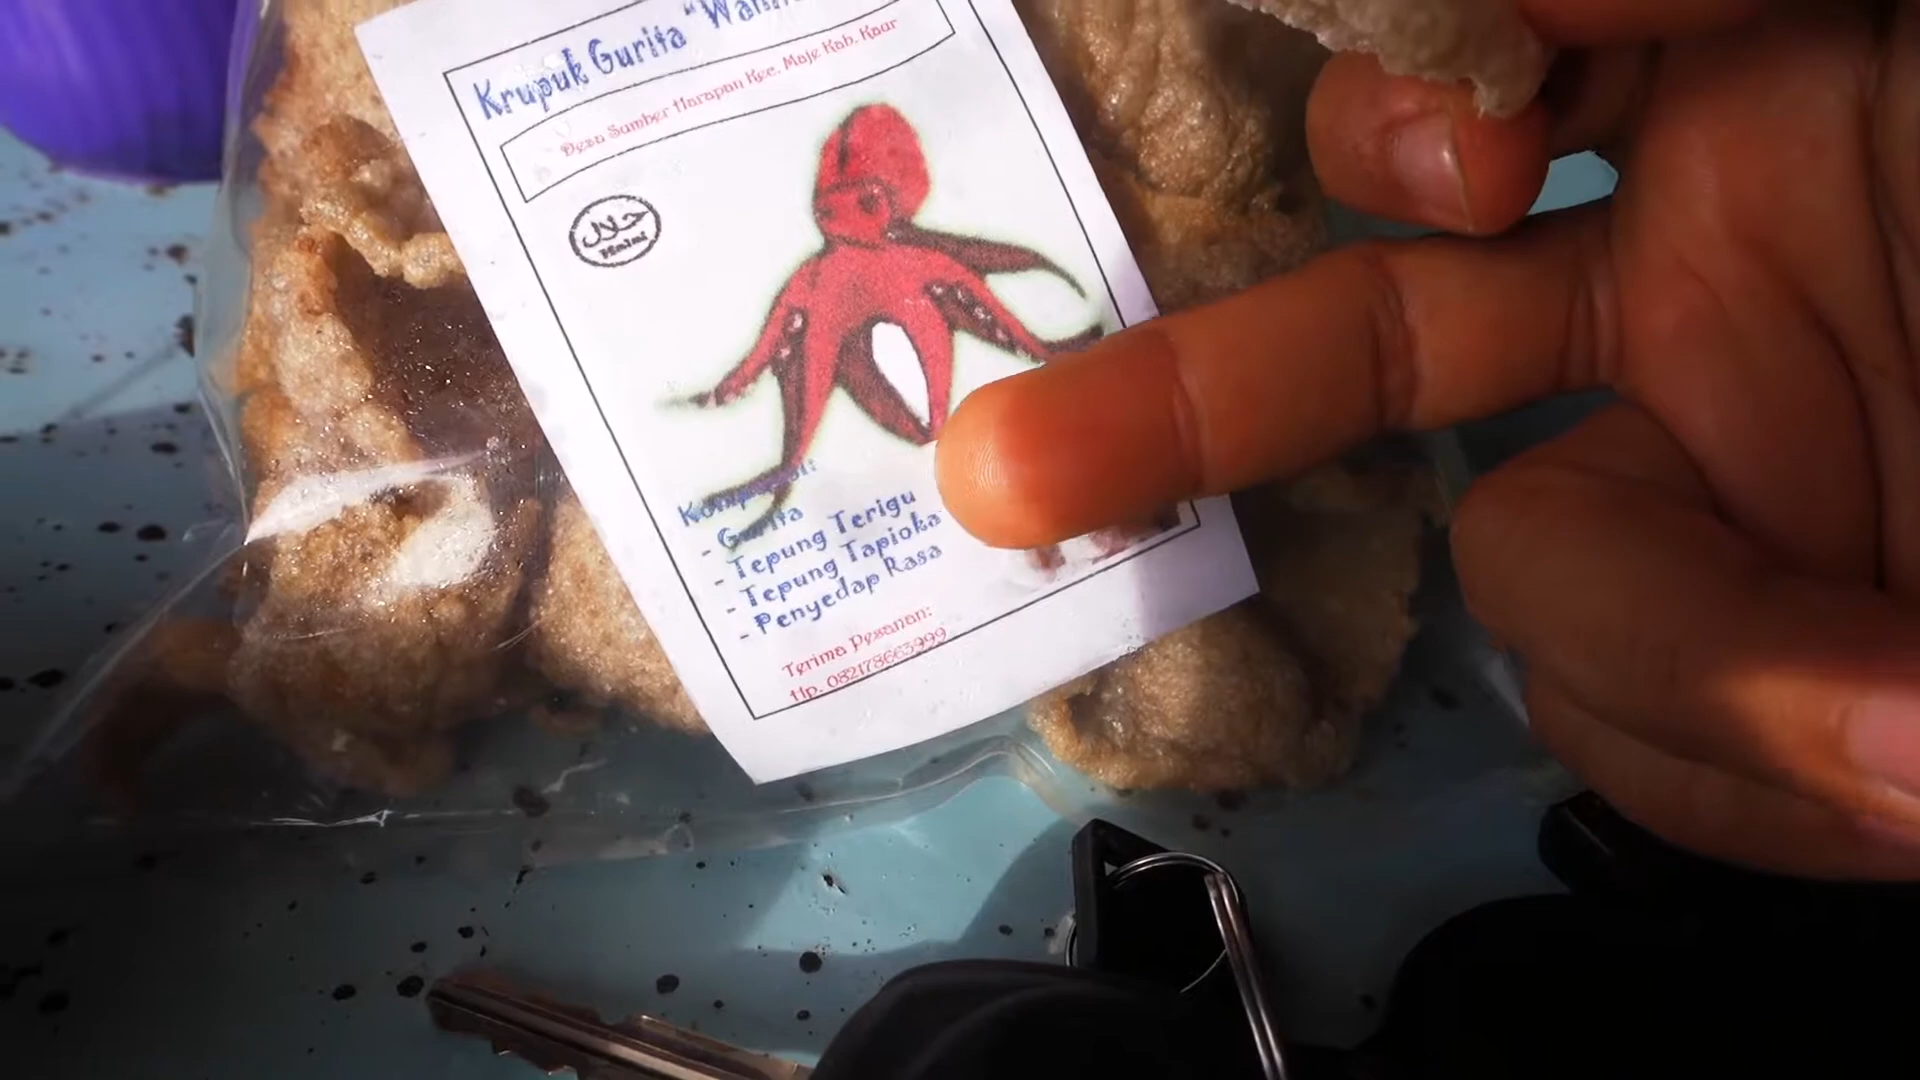 Krupuk Gurita
Desa Sumber Harapan Kec. Maje Kab. Kaur
حلال
Halal
Komposisi:
- Gurita
- Tepung Terigu
- Tepung Tapioka
- Penyedap Rasa
Terima Pesanan:
Hp. 082178663999